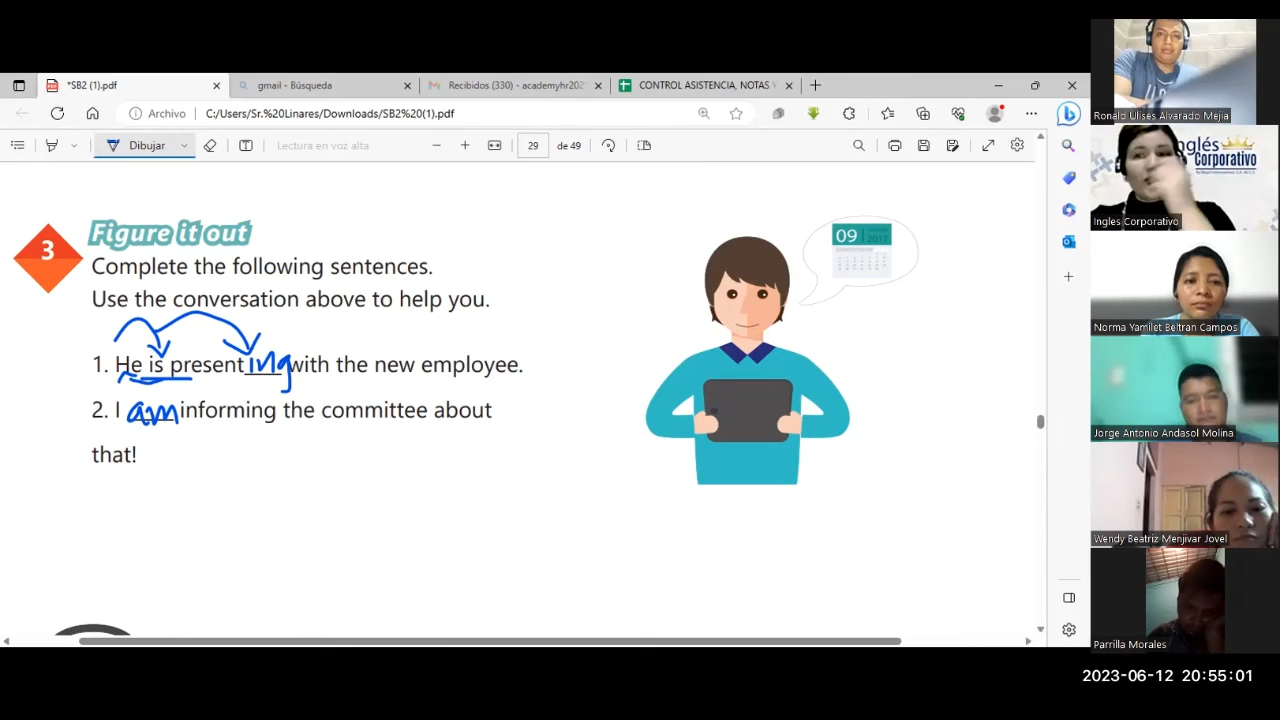 *SB2 (1).pdf
gmail - Búsqueda
Recibidos (330) - academyhr202
CONTROL ASISTENCIA, NOTAS Y
Archivo
C:/Users/Sr.%20Linares/Downloads/SB2%20(1).pdf
Dibujar
Lectura en voz alta
29
de 49
3
Figure it out
Complete the following sentences.
Use the conversation above to help you.
1. He is presenting with the new employee.
2. I am informing the committee about
that!
09
2017
Ronald Ulises Alvarado Mejia
Inglés
Corporativo
Ingles Corporativo
Norma Yamilet Beltran Campos
Jorge Antonio Andasol Molina
Wendy Beatriz Menjivar Jovel
Parrilla Morales
2023-06-12 20:55:01